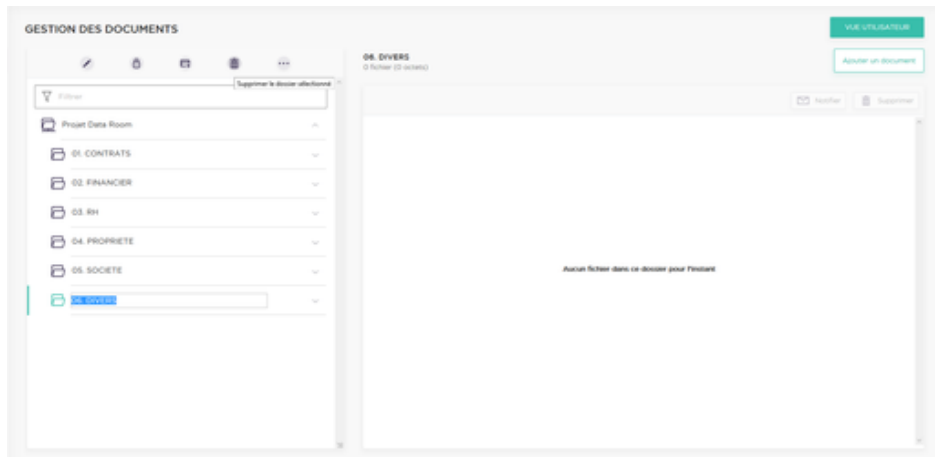 GESTION DES DOCUMENTS
VUE UTILISATEUR
06. DIVERS
0 fichier (0 octets)
Ajouter un document
Supprimer le dossier sélectionné
Filtrer
Notifier
Supprimer
Projet Data Room
01. CONTRATS
02. FINANCIER
03. RH
04. PROPRIETE
05. SOCIETE
06. DIVERS
Aucun fichier dans ce dossier pour l'instant